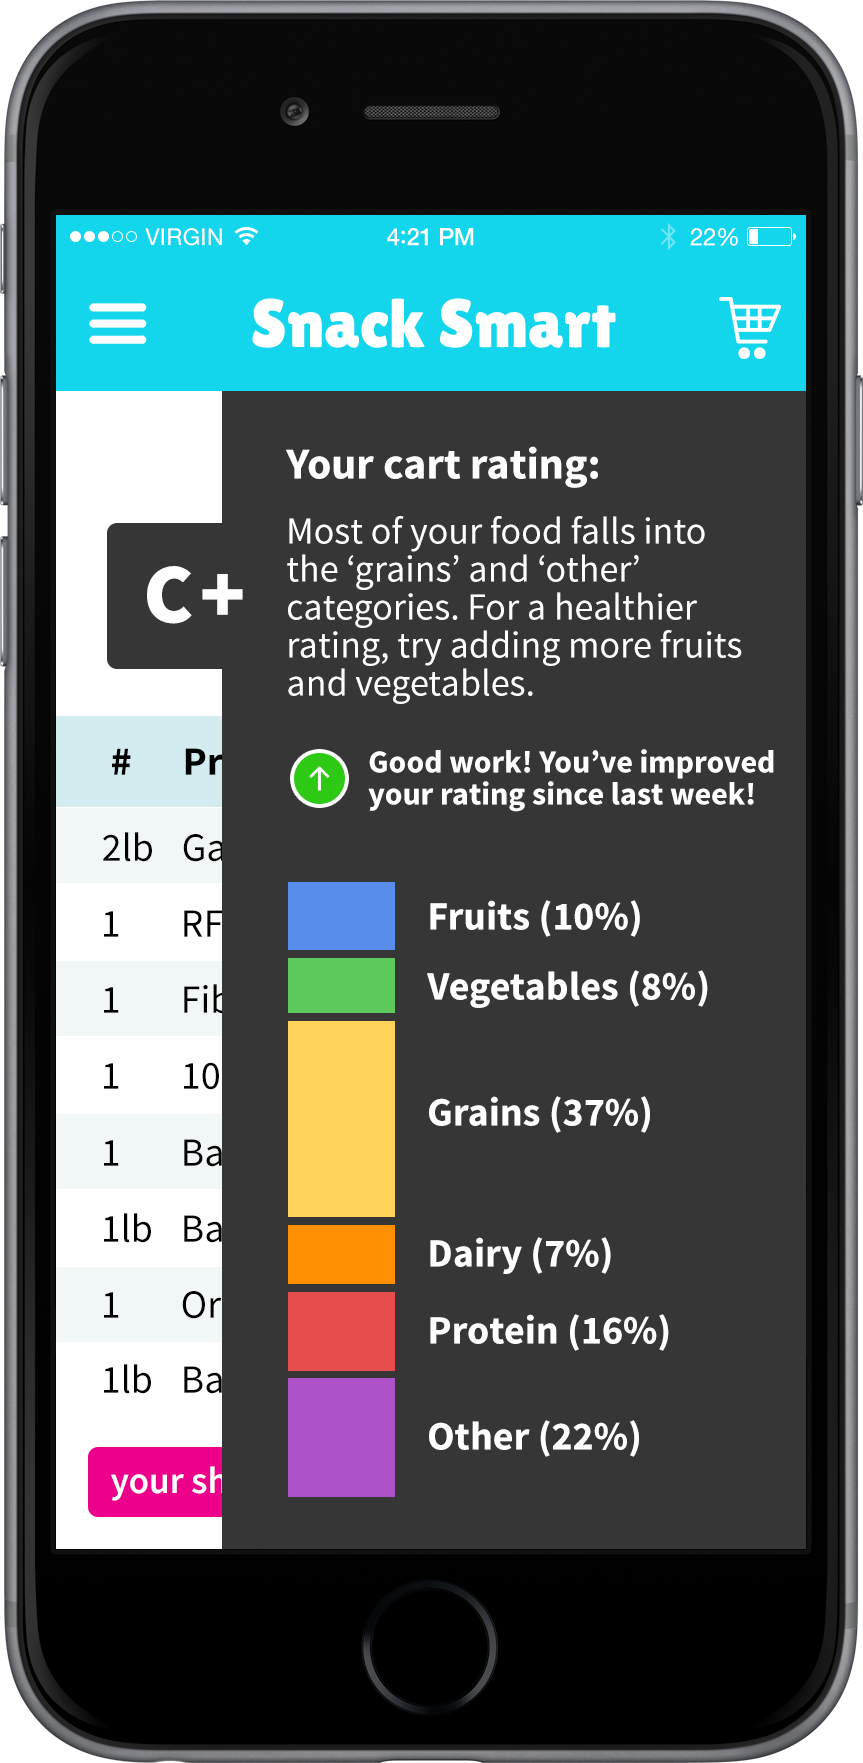 VIRGIN
4:21 PM
22%
Snack Smart
C+
Your cart rating:
Most of your food falls into
the ‘grains’ and ‘other’
categories. For a healthier
rating, try adding more fruits
and vegetables.
Good work! You’ve improved
your rating since last week!
# Pr
2lb Ga
1 RF
1 Fib
1 10
1 Ba
1lb Ba
1 Or
1lb Ba
your sh
Fruits (10%)
Vegetables (8%)
Grains (37%)
Dairy (7%)
Protein (16%)
Other (22%)